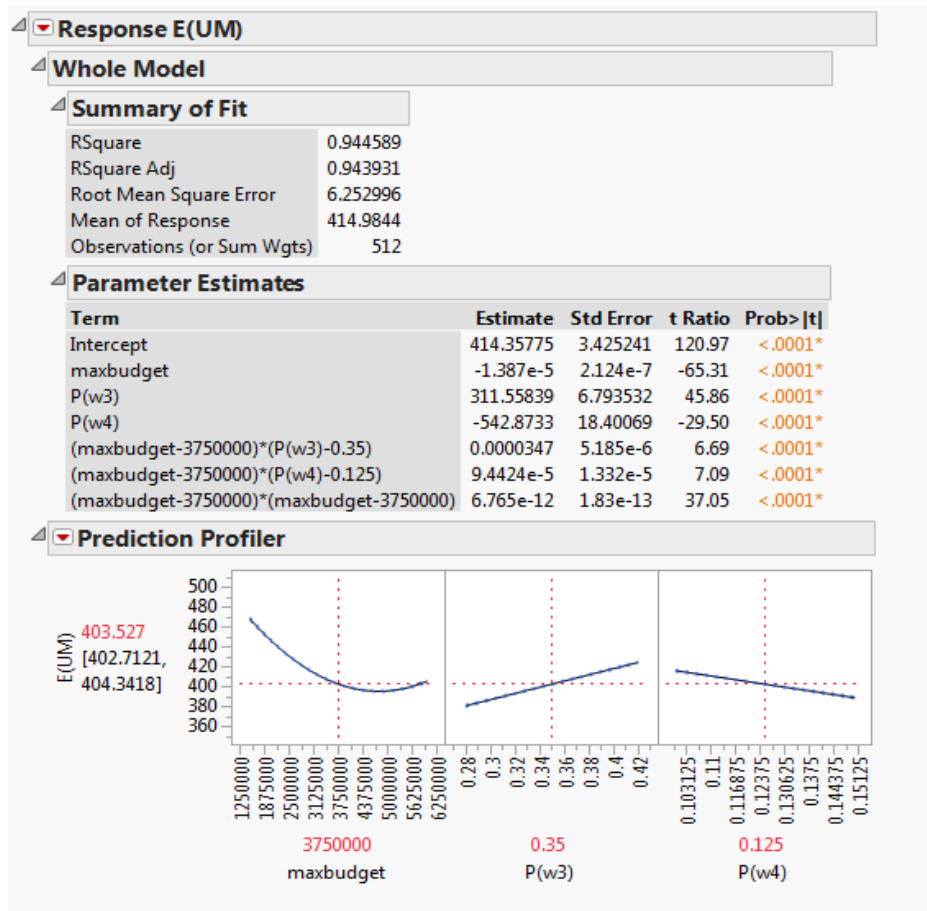 Response E(UM)
Whole Model
Summary of Fit
RSquare 0.944589
RSquare Adj 0.943931
Root Mean Square Error 6.252996
Mean of Response 414.9844
Observations (or Sum Wgts) 512
Parameter Estimates
Term Estimate Std Error t Ratio Prob>|t|
Intercept 414.35775 3.425241 120.97 <.0001*
maxbudget -1.387e-5 2.124e-7 -65.31 <.0001*
P(w3) 311.55839 6.793532 45.86 <.0001*
P(w4) -542.8733 18.40069 -29.50 <.0001*
(maxbudget-3750000)*(P(w3)-0.35) 0.0000347 5.185e-6 6.69 <.0001*
(maxbudget-3750000)*(P(w4)-0.125) 9.4424e-5 1.332e-5 7.09 <.0001*
(maxbudget-3750000)*(maxbudget-3750000) 6.765e-12 1.83e-13 37.05 <.0001*
Prediction Profiler
E(UM)
403.527
[402.7121,
404.3418]
500
480
460
440
420
400
380
360
1250000 1875000 2500000 3125000 3750000 4375000 5000000 5625000 6250000
0.28 0.3 0.32 0.34 0.36 0.38 0.4 0.42
0.103125 0.11 0.116875 0.12375 0.130625 0.1375 0.144375 0.15125
3750000 0.35 0.125
maxbudget P(w3) P(w4)